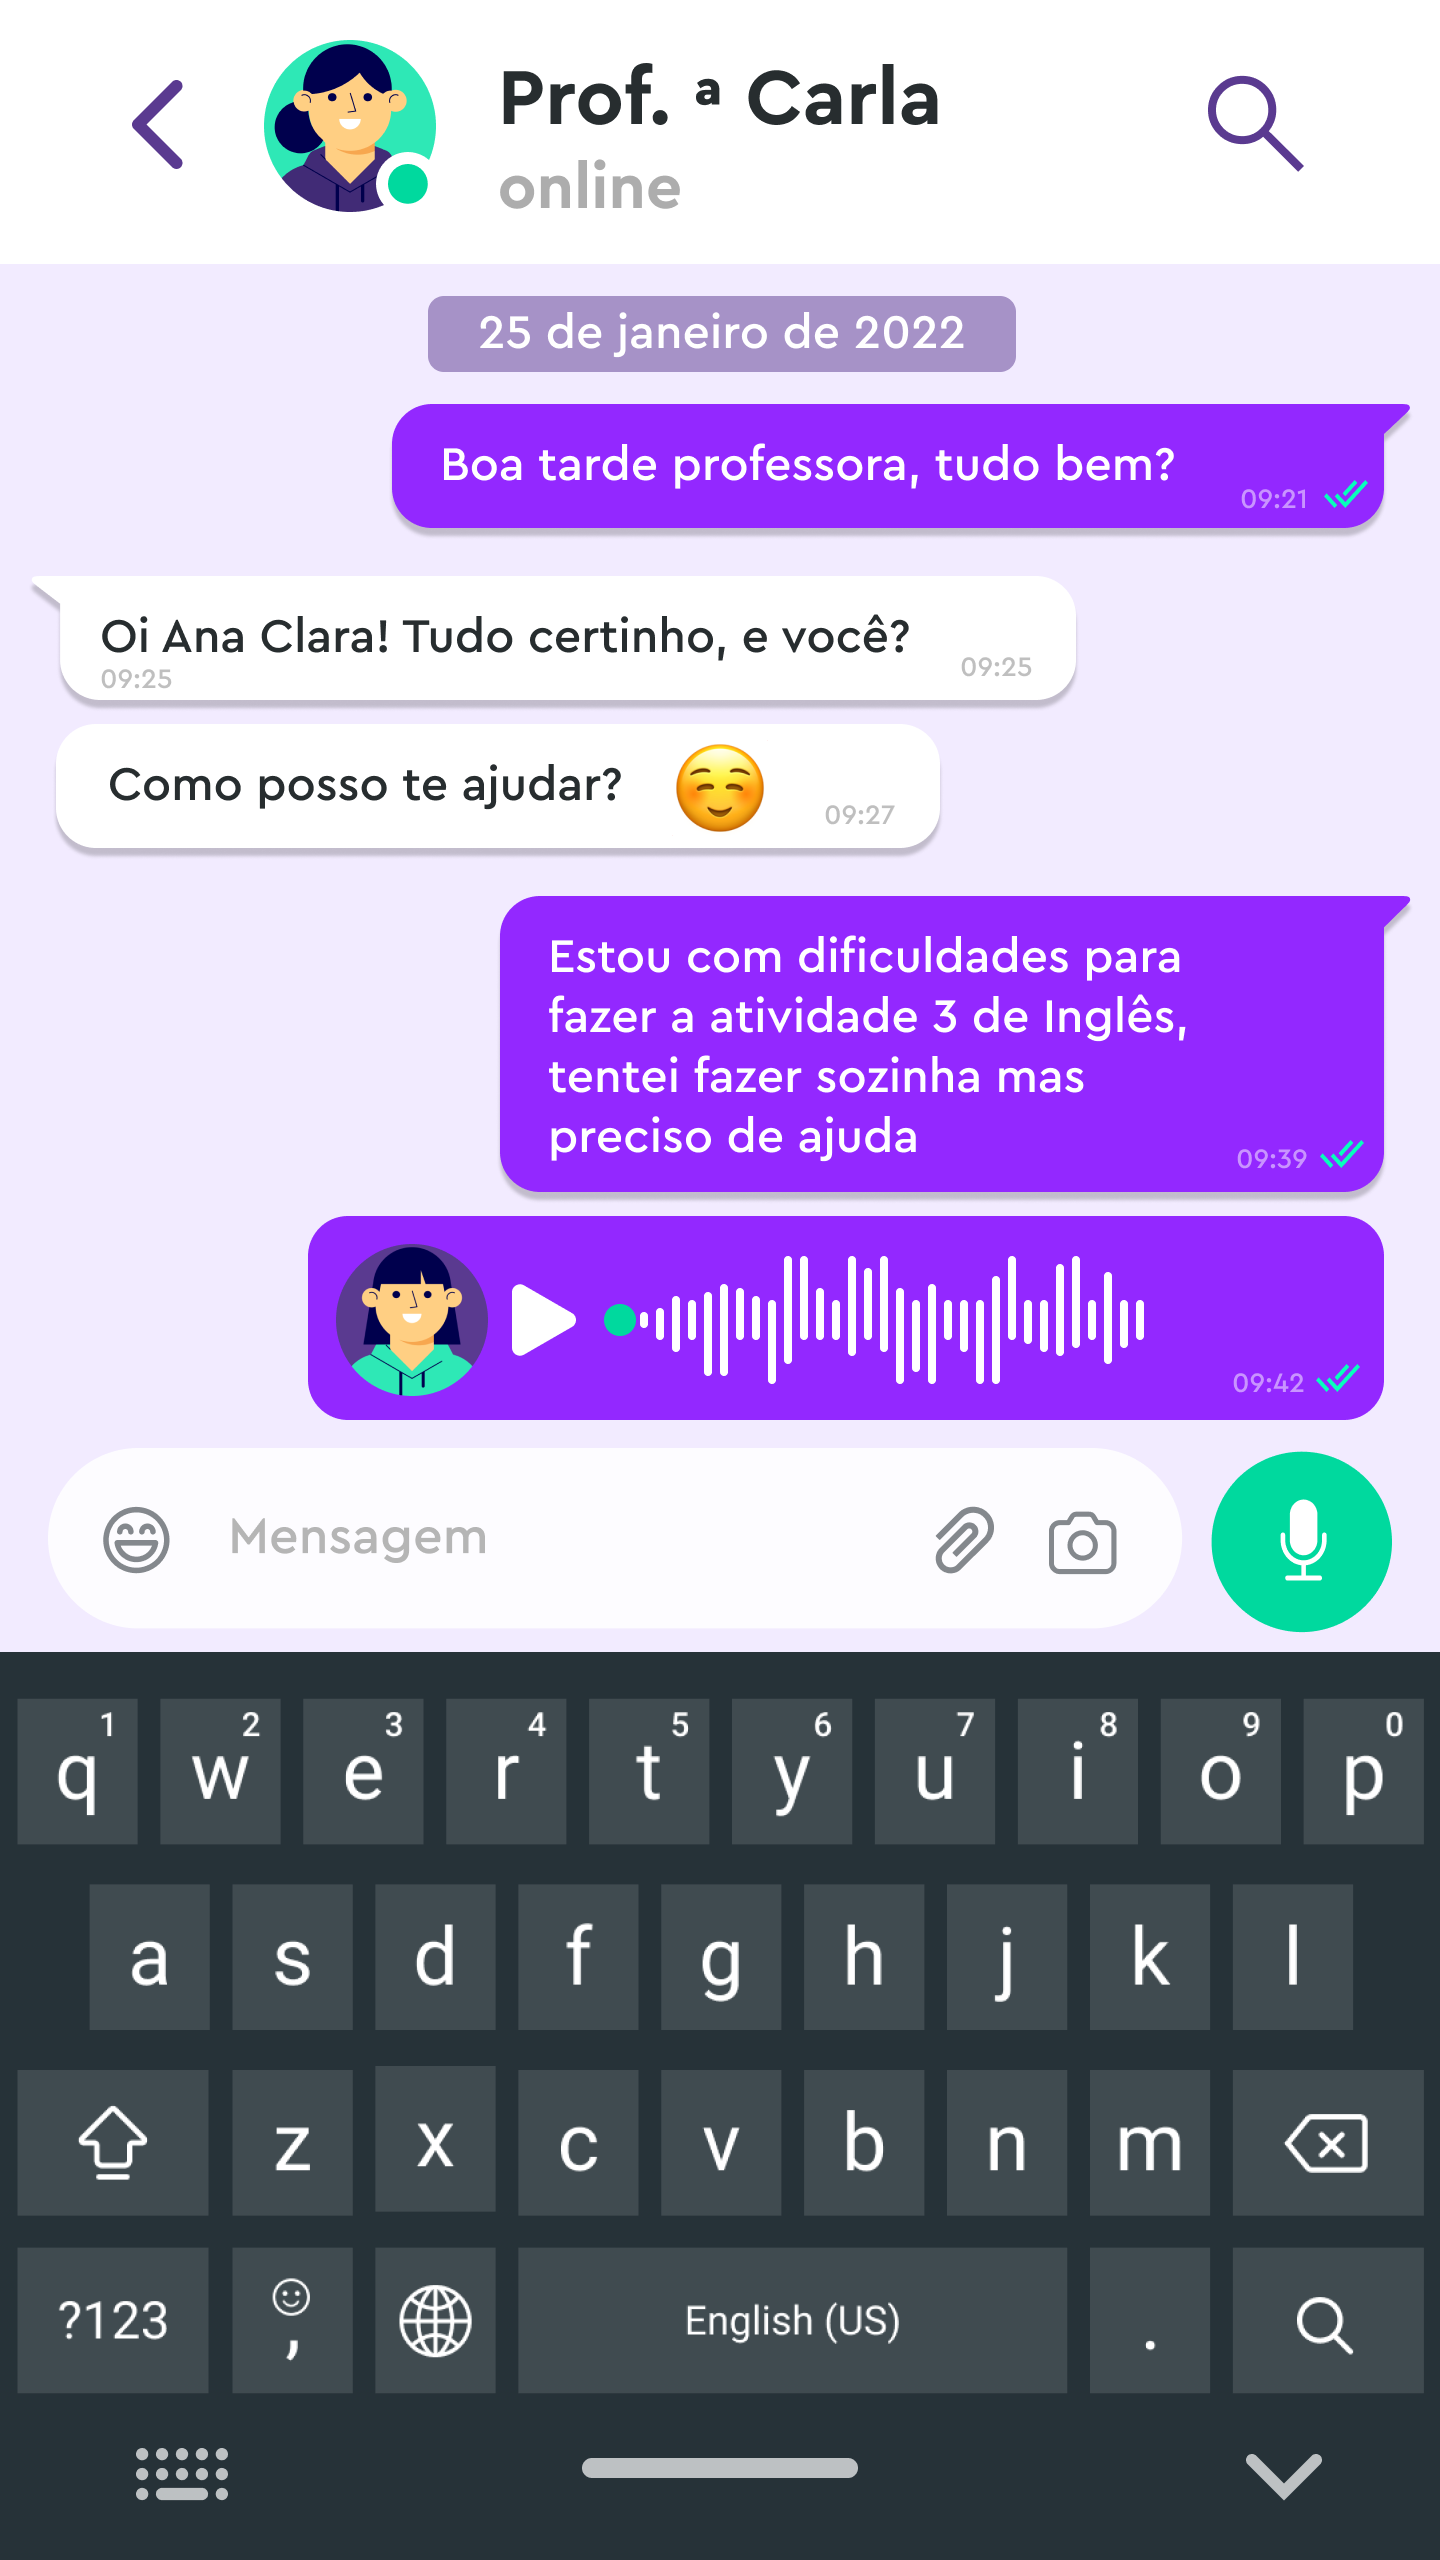 Prof. ª Carla
online
25 de janeiro de 2022
Boa tarde professora, tudo bem?
09:21
Oi Ana Clara! Tudo certinho, e você?
09:25
09:25
Como posso te ajudar? ☺️
09:27
Estou com dificuldades para
fazer a atividade 3 de Inglês,
tentei fazer sozinha mas
preciso de ajuda
09:39
09:42
Mensagem
1 2 3 4 5 6 7 8 9 0
q w e r t y u i o p
a s d f g h j k l
z x c v b n m
?123 , English (US) .